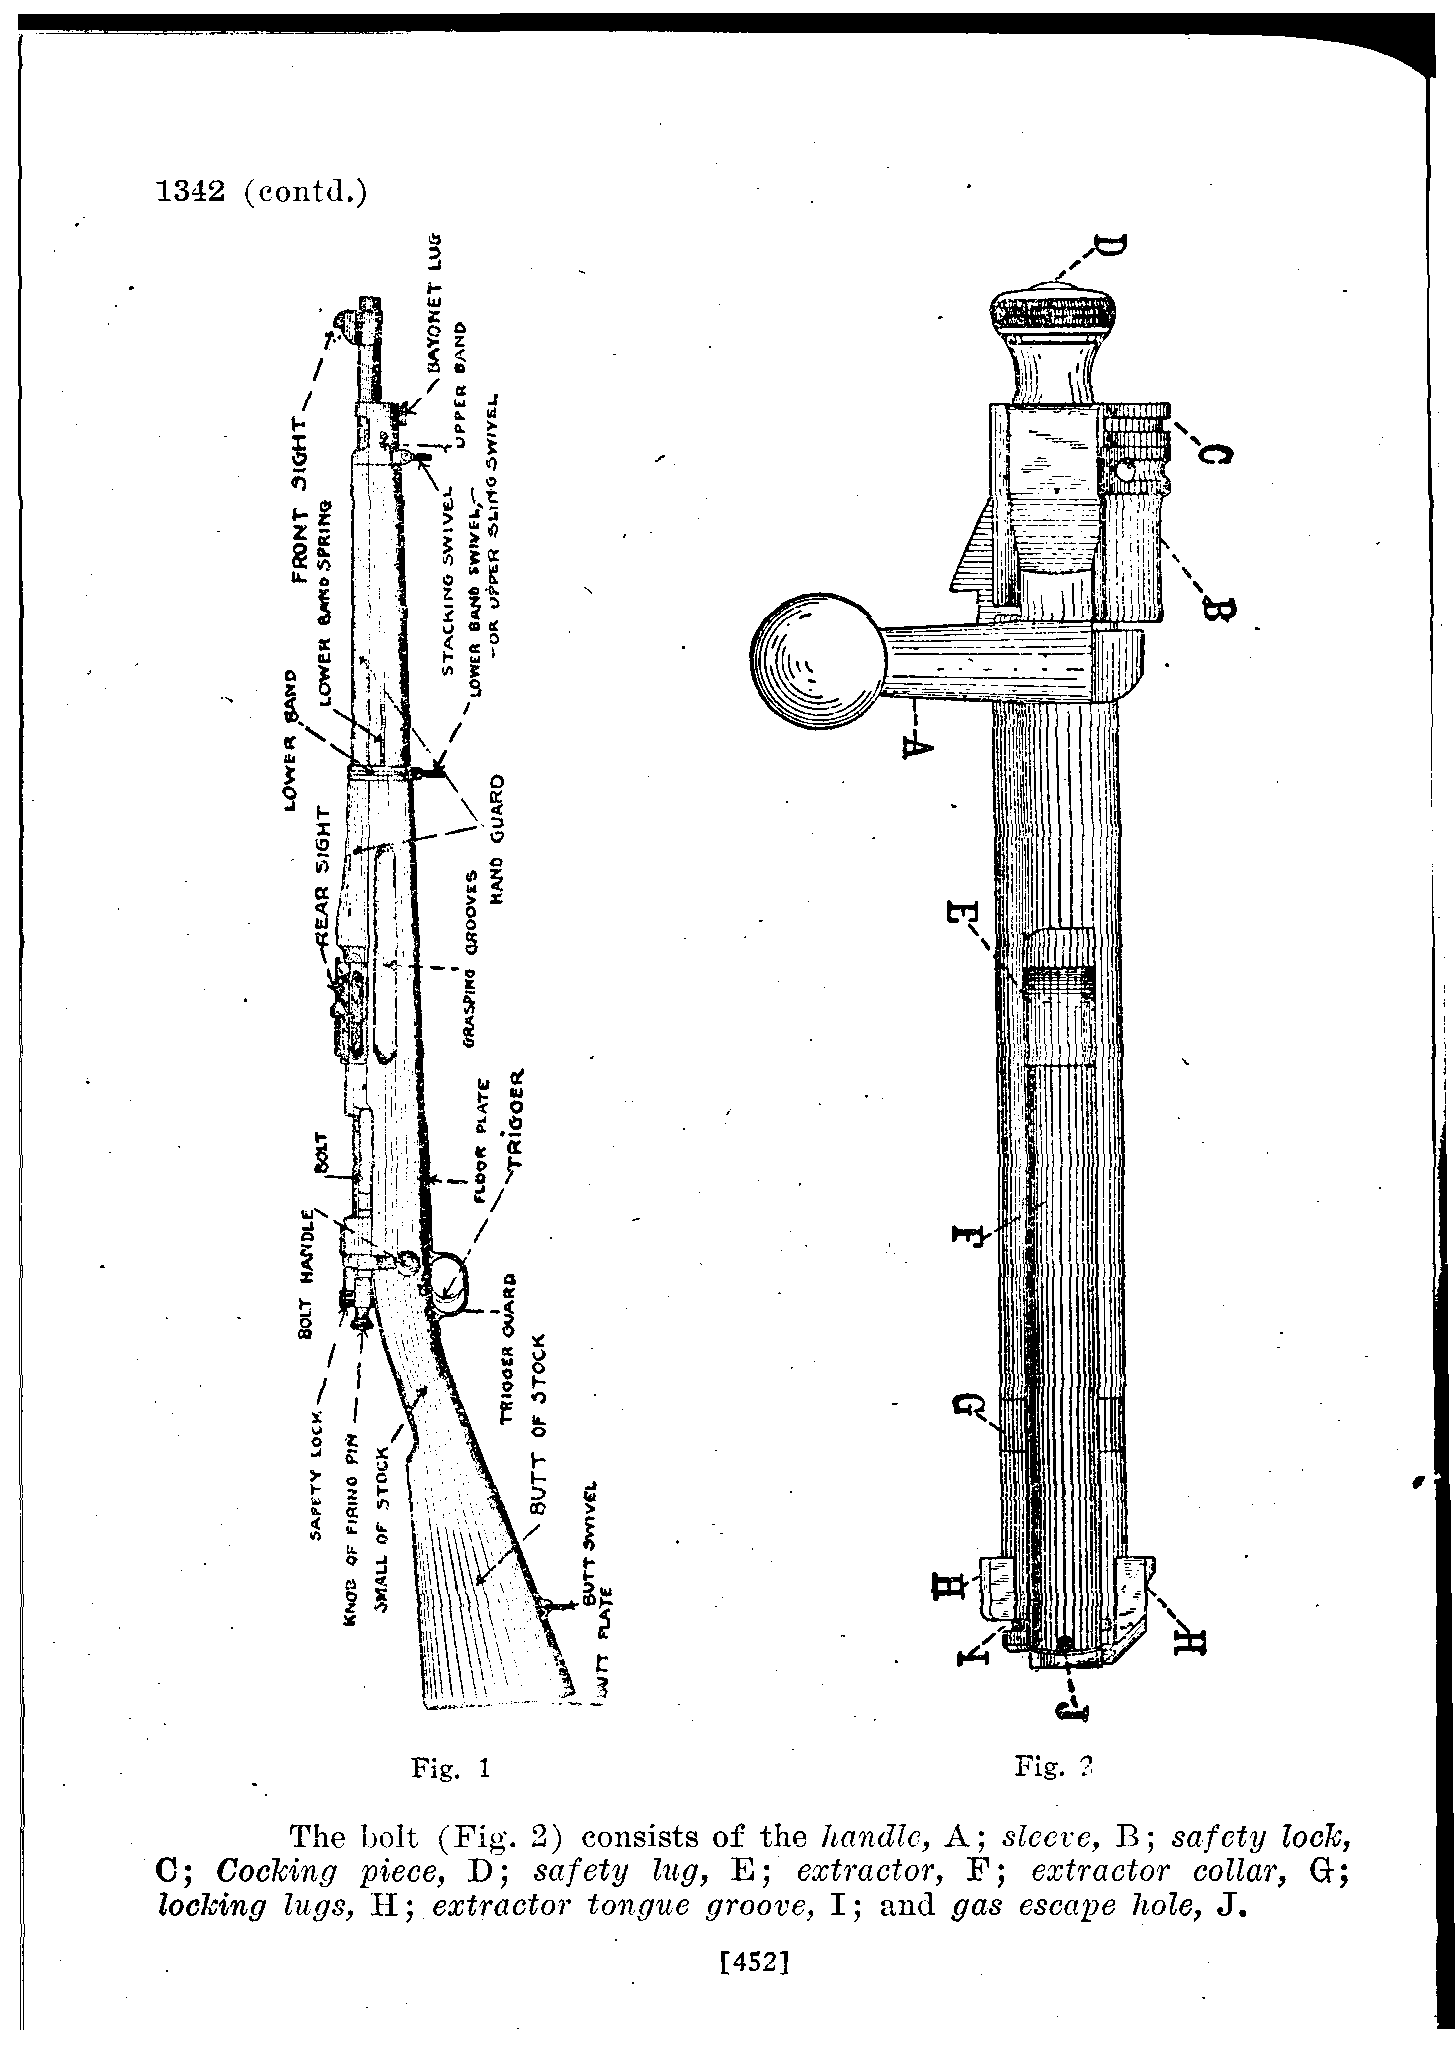 1342 (contd.)
FRONT SIGHT
BAYONET LUG
UPPER BAND
STACKING SWIVEL
LOWER BAND SWIVEL,-
-OR UPPER SLING SWIVEL
LOWER BAND SPRING
LOWER BAND
HAND GUARD
REAR SIGHT
GRASPING GROOVES
FLOOR PLATE
TRIGGER
BOLT
BOLT HANDLE
TRIGGER GUARD
BUTT OF STOCK
SAFETY LOCK
KNOB OF FIRING PIN
SMALL OF STOCK
BUTT SWIVEL
BUTT PLATE
D
C
B
A
E
F
G
H
H
I
J
Fig. 1
Fig. 2
The bolt (Fig. 2) consists of the handle, A; sleeve, B; safety lock,
C; Cocking piece, D; safety lug, E; extractor, F; extractor collar, G;
locking lugs, H; extractor tongue groove, I; and gas escape hole, J.
[452]